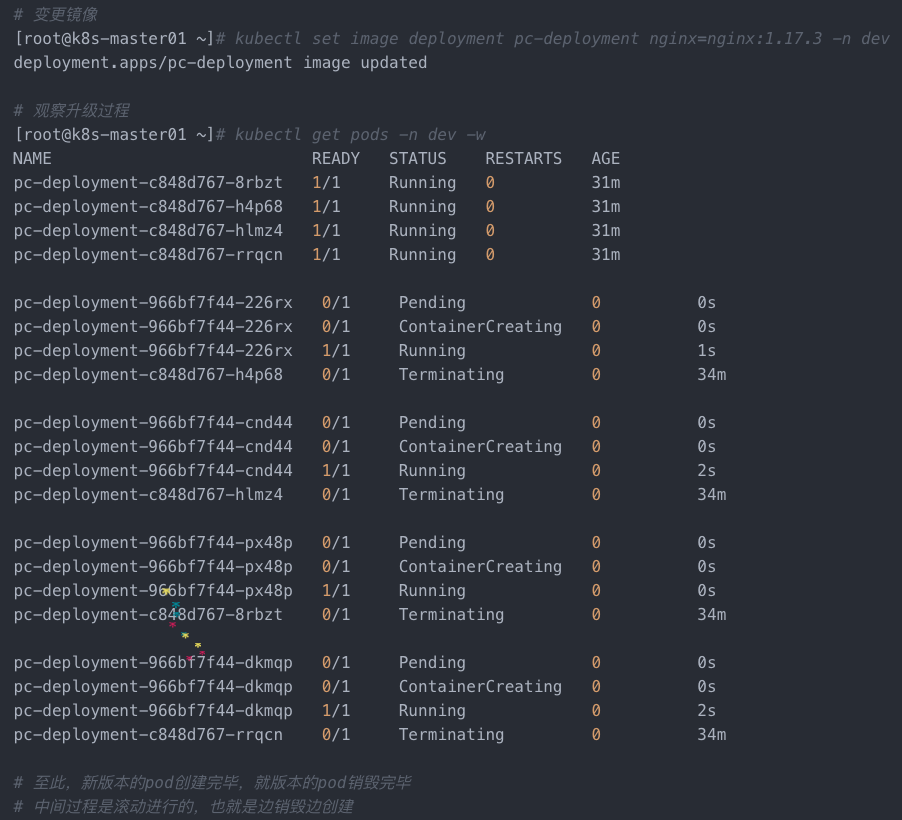 # 变更镜像
[root@k8s-master01 ~]# kubectl set image deployment pc-deployment nginx=nginx:1.17.3 -n dev
deployment.apps/pc-deployment image updated
# 观察升级过程
[root@k8s-master01 ~]# kubectl get pods -n dev -w
NAME READY STATUS RESTARTS AGE
pc-deployment-c848d767-8rbzt 1/1 Running 0 31m
pc-deployment-c848d767-h4p68 1/1 Running 0 31m
pc-deployment-c848d767-hlmz4 1/1 Running 0 31m
pc-deployment-c848d767-rrqcn 1/1 Running 0 31m
pc-deployment-966bf7f44-226rx 0/1 Pending 0 0s
pc-deployment-966bf7f44-226rx 0/1 ContainerCreating 0 0s
pc-deployment-966bf7f44-226rx 1/1 Running 0 1s
pc-deployment-c848d767-h4p68 0/1 Terminating 0 34m
pc-deployment-966bf7f44-cnd44 0/1 Pending 0 0s
pc-deployment-966bf7f44-cnd44 0/1 ContainerCreating 0 0s
pc-deployment-966bf7f44-cnd44 1/1 Running 0 2s
pc-deployment-c848d767-hlmz4 0/1 Terminating 0 34m
pc-deployment-966bf7f44-px48p 0/1 Pending 0 0s
pc-deployment-966bf7f44-px48p 0/1 ContainerCreating 0 0s
pc-deployment-966bf7f44-px48p 1/1 Running 0 0s
pc-deployment-c848d767-8rbzt 0/1 Terminating 0 34m
pc-deployment-966bf7f44-dkmqp 0/1 Pending 0 0s
pc-deployment-966bf7f44-dkmqp 0/1 ContainerCreating 0 0s
pc-deployment-966bf7f44-dkmqp 1/1 Running 0 2s
pc-deployment-c848d767-rrqcn 0/1 Terminating 0 34m
# 至此，新版本的pod创建完毕，就版本的pod销毁完毕
# 中间过程是滚动进行的，也就是边销毁边创建